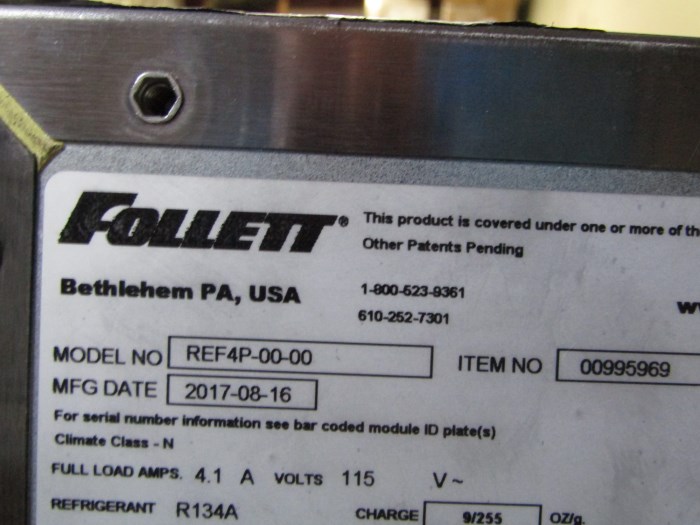 FOLLETT® This product is covered under one or more of th
Other Patents Pending
Bethlehem PA, USA 1-800-523-9361
610-252-7301
MODEL NO REF4P-00-00 ITEM NO 00995969
MFG DATE 2017-08-16
For serial number information see bar coded module ID plate(s)
Climate Class - N
FULL LOAD AMPS. 4.1 A VOLTS 115 V~
REFRIGERANT R134A CHARGE 9/255 OZ/g.